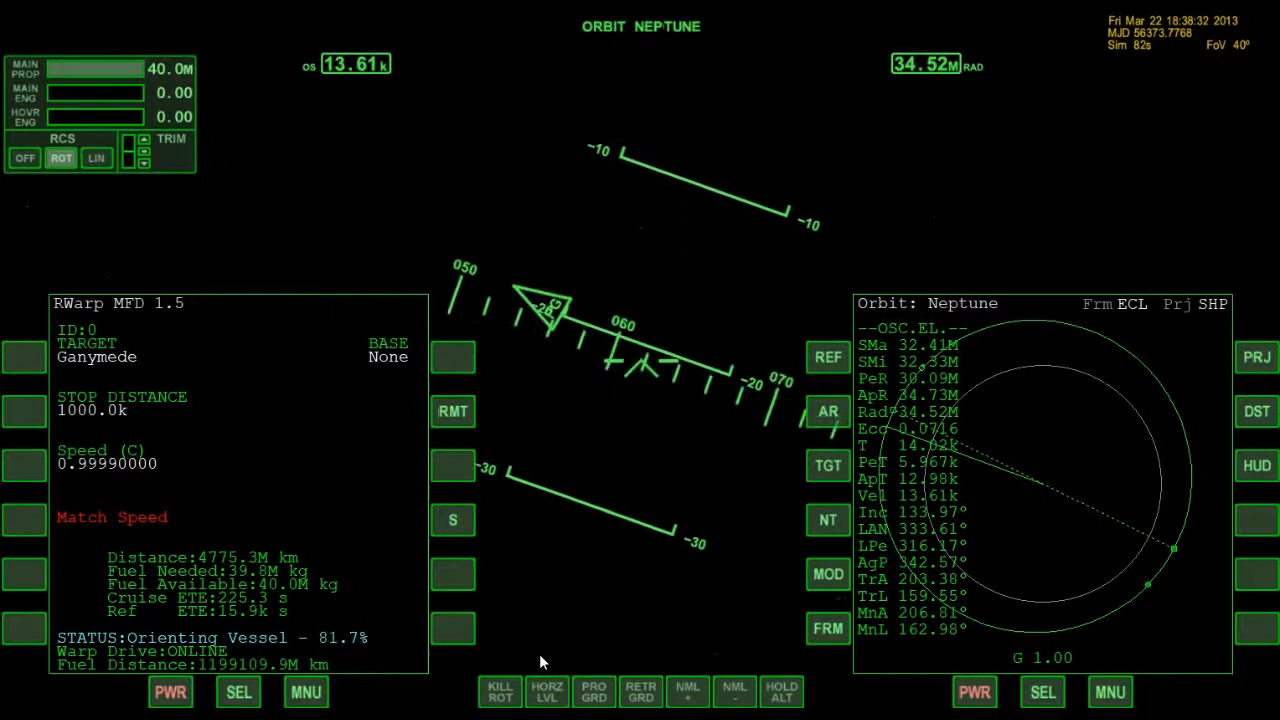 ORBIT NEPTUNE
Fri Mar 22 18:38:32 2013
MJD 56373.7768
Sim 82s FoV 40°
OS 13.61k
34.52M RAD
MAIN PROP 40.0M
MAIN ENG 0.00
HOVR ENG 0.00
RCS TRIM
OFF ROT LIN
-10 -10
050 060 070
-20 -20
-30 -30
RWarp MFD 1.5
ID:0
TARGET BASE
Ganymede None
STOP DISTANCE
1000.0k
Speed (C)
0.99990000
Match Speed
Distance:4775.3M km
Fuel Needed:39.8M kg
Fuel Available:40.0M kg
Cruise ETE:225.3 s
Ref ETE:15.9k s
STATUS:Orienting Vessel - 81.7%
Warp Drive:ONLINE
Fuel Distance:1199109.9M km
RMT
S
PWR SEL MNU
KILL ROT
HORZ LVL
PRO GRD
RETR GRD
NML +
NML -
HOLD ALT
REF
AR
TGT
NT
MOD
FRM
Orbit: Neptune Frm ECL Prj SHP
--OSC.EL.--
SMa 32.41M
SMi 32.33M
PeR 30.09M
ApR 34.73M
Rad 34.52M
Ecc 0.0716
T 14.02k
PeT 5.967k
ApT 12.98k
Vel 13.61k
Inc 133.97°
LAN 333.61°
LPe 316.17°
AgP 342.57°
TrA 203.38°
TrL 159.55°
MnA 206.81°
MnL 162.98°
G 1.00
PRJ
DST
HUD
PWR SEL MNU